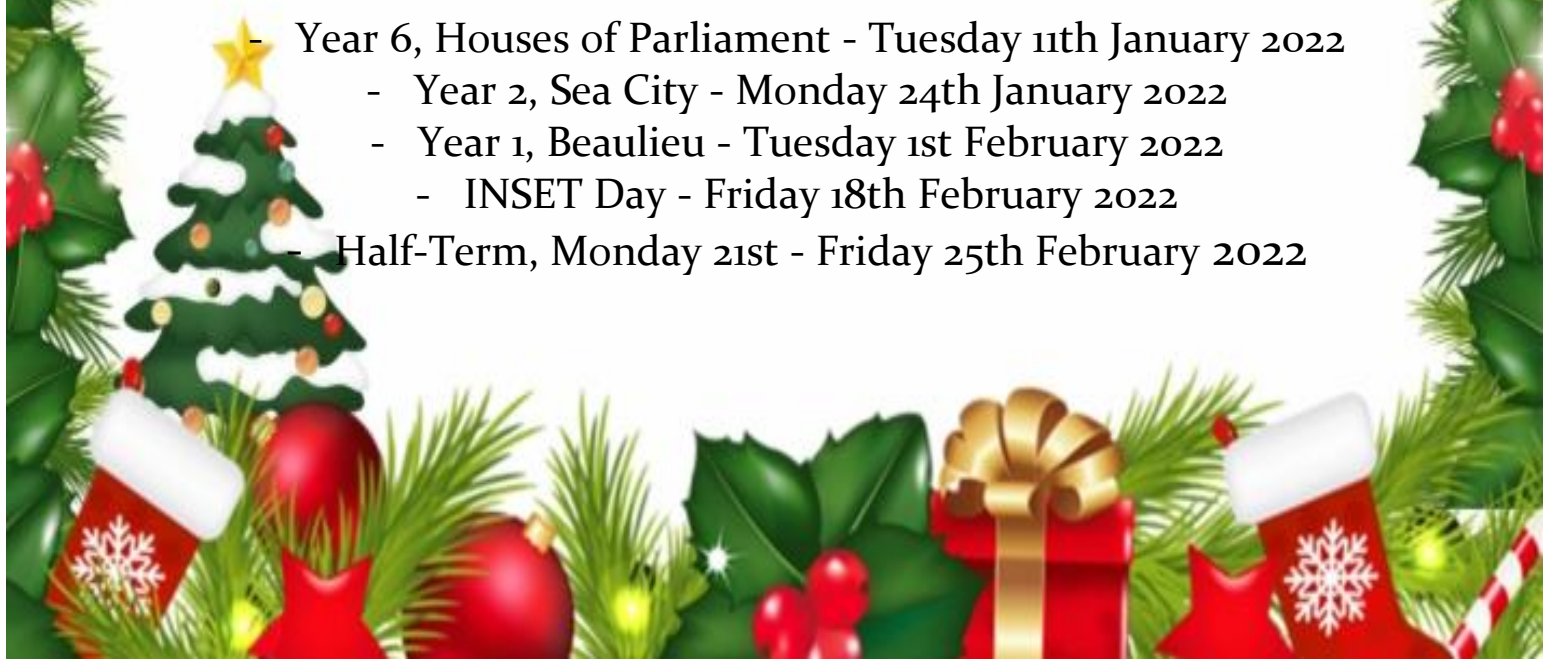 - Year 6, Houses of Parliament - Tuesday 11th January 2022
- Year 2, Sea City - Monday 24th January 2022
- Year 1, Beaulieu - Tuesday 1st February 2022
- INSET Day - Friday 18th February 2022
- Half-Term, Monday 21st - Friday 25th February 2022